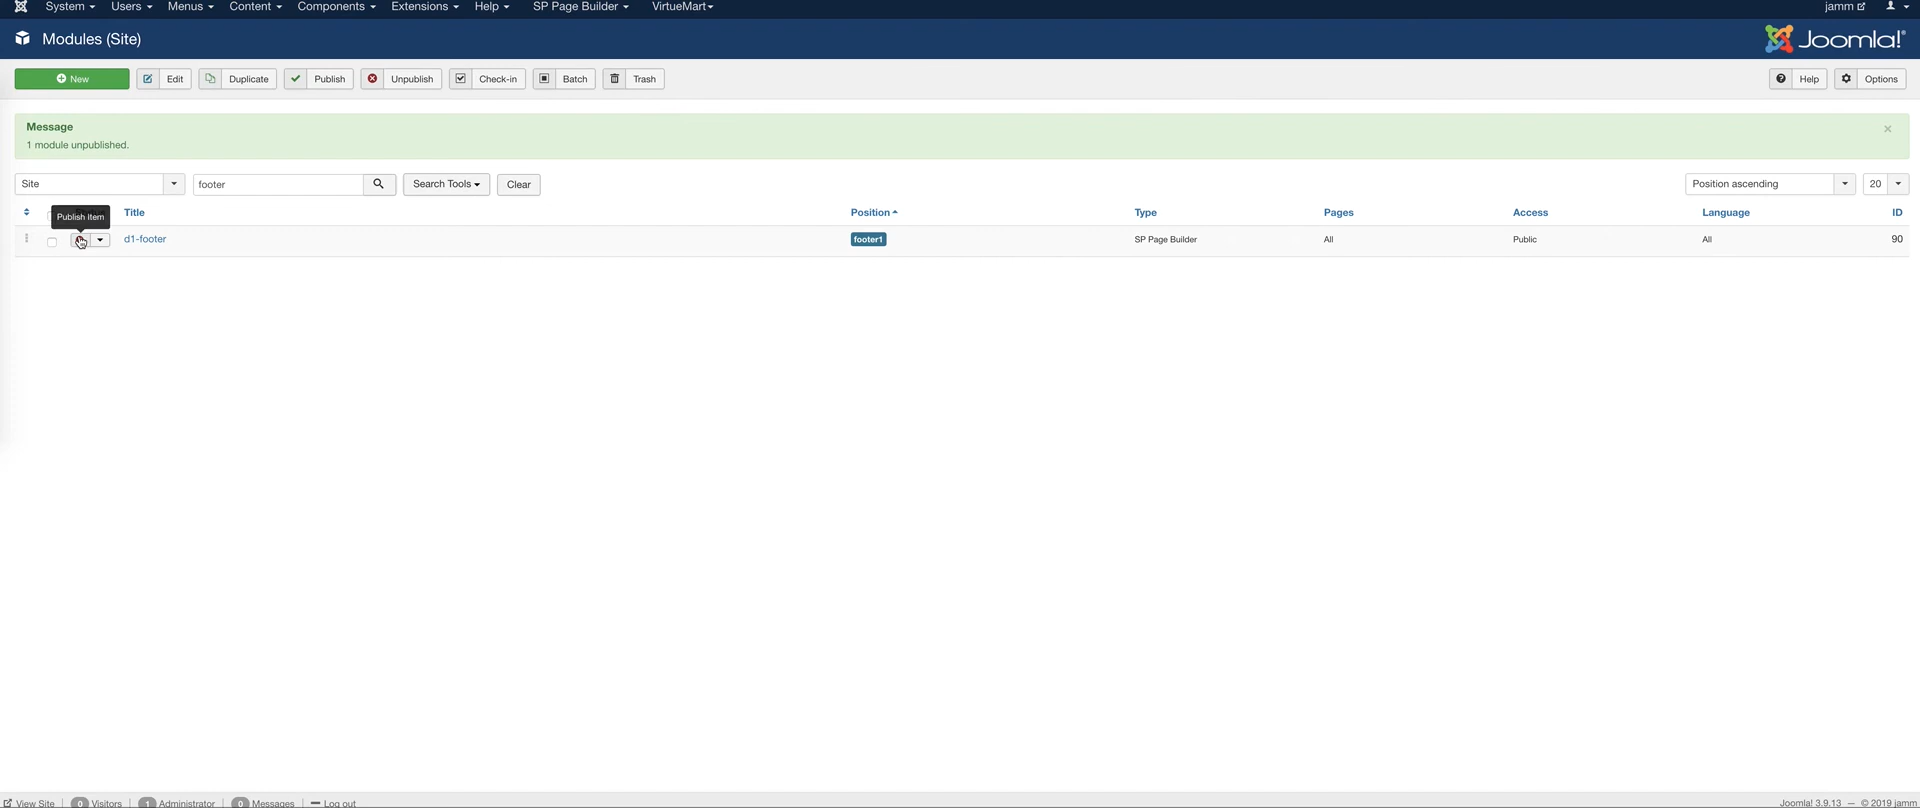 System Users Menus Content Components Extensions Help SP Page Builder VirtueMart jamm
Modules (Site) Joomla!®
New Edit Duplicate Publish Unpublish Check-in Batch Trash Help Options
Message
1 module unpublished.
Site footer Search Tools Clear Position ascending 20
Title Position Type Pages Access Language ID
Publish Item
d1-footer footer1 SP Page Builder All Public All 90
View Site 0 Visitors 1 Administrator 0 Messages Log out Joomla! 3.9.13 — © 2019 jamm